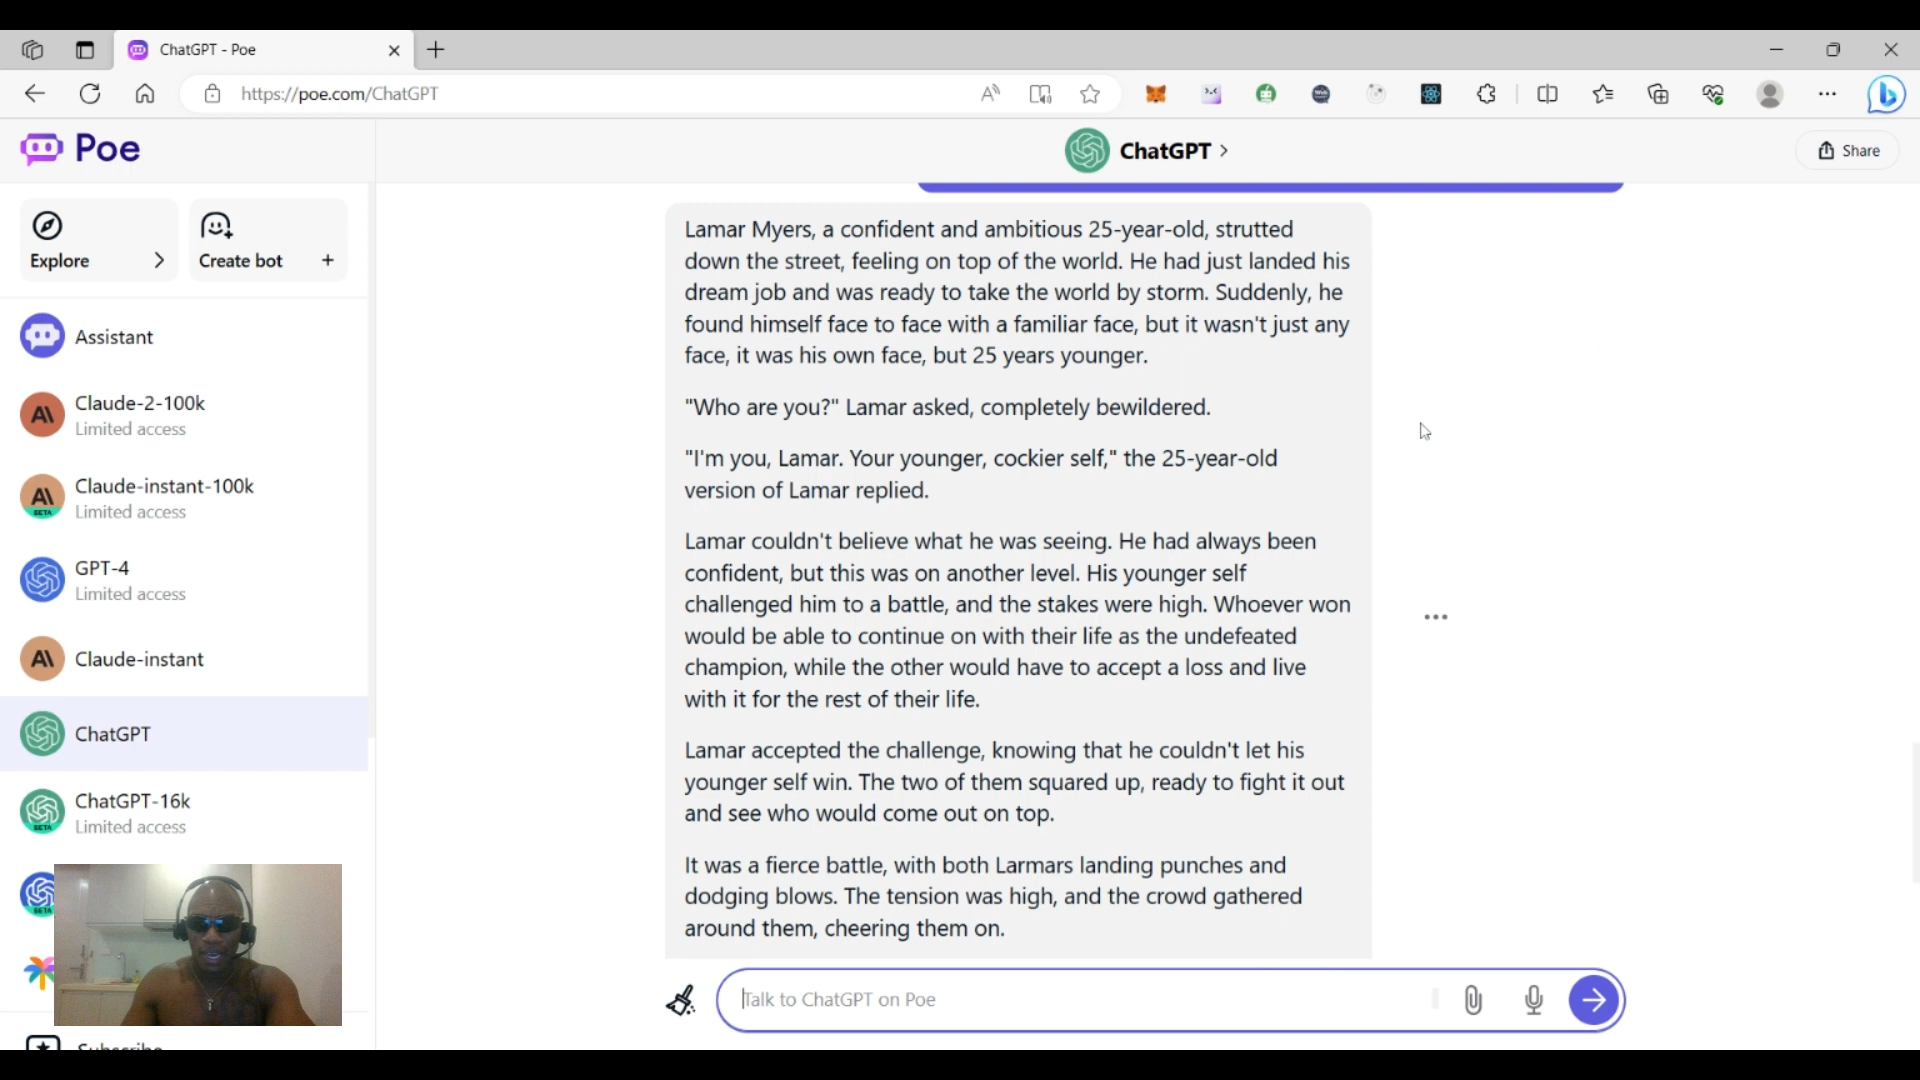 ChatGPT - Poe
https://poe.com/ChatGPT
Poe
ChatGPT
Share
Explore
Create bot
Assistant
Claude-2-100k
Limited access
Claude-instant-100k
Limited access
BETA
GPT-4
Limited access
Claude-instant
ChatGPT
ChatGPT-16k
Limited access
BETA
BETA
Subscribe
Lamar Myers, a confident and ambitious 25-year-old, strutted
down the street, feeling on top of the world. He had just landed his
dream job and was ready to take the world by storm. Suddenly, he
found himself face to face with a familiar face, but it wasn't just any
face, it was his own face, but 25 years younger.
"Who are you?" Lamar asked, completely bewildered.
"I'm you, Lamar. Your younger, cockier self," the 25-year-old
version of Lamar replied.
Lamar couldn't believe what he was seeing. He had always been
confident, but this was on another level. His younger self
challenged him to a battle, and the stakes were high. Whoever won
would be able to continue on with their life as the undefeated
champion, while the other would have to accept a loss and live
with it for the rest of their life.
Lamar accepted the challenge, knowing that he couldn't let his
younger self win. The two of them squared up, ready to fight it out
and see who would come out on top.
It was a fierce battle, with both Larmars landing punches and
dodging blows. The tension was high, and the crowd gathered
around them, cheering them on.
Talk to ChatGPT on Poe